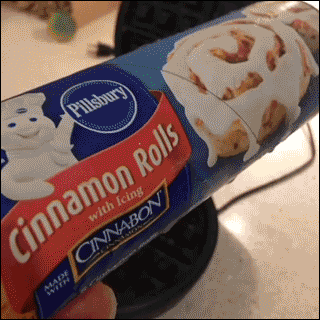 Pillsbury
Cinnamon Rolls
with Icing
MADE
WITH
CINNABON